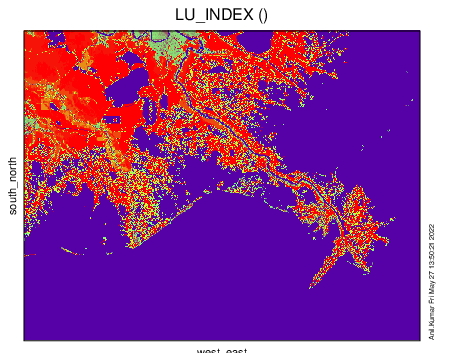 LU_INDEX ()
south_north
west_east
Anil.Kumar Fri May 27 13:50:21 2022